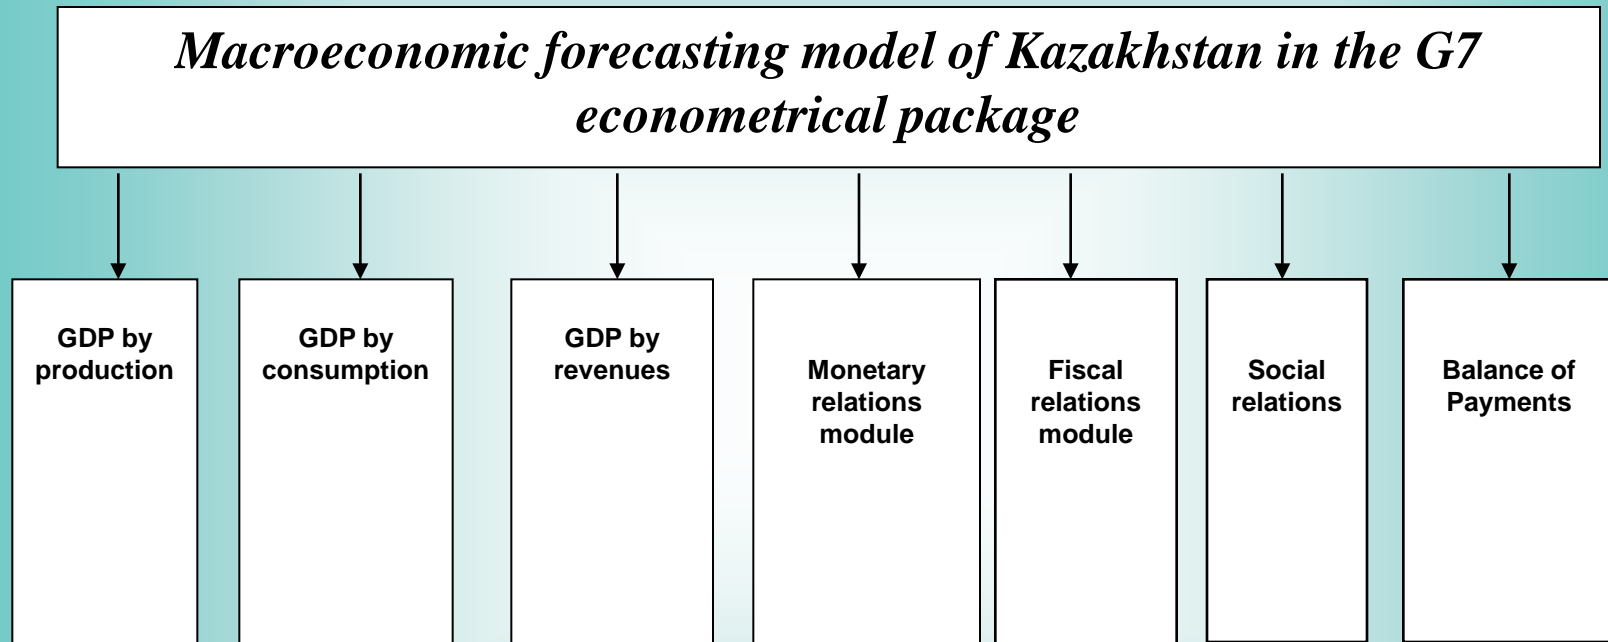 Macroeconomic forecasting model of Kazakhstan in the G7
econometrical package
GDP by
production
GDP by
consumption
GDP by
revenues
Monetary
relations
module
Fiscal
relations
module
Social
relations
Balance of
Payments